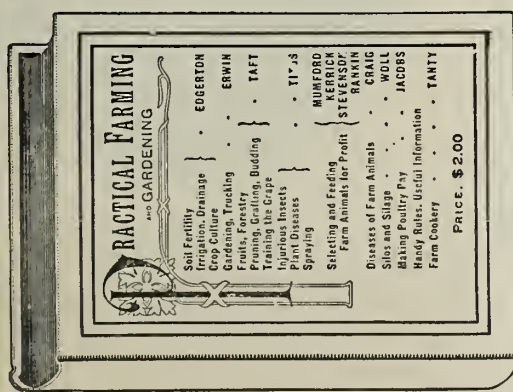 PRACTICAL FARMING
AND GARDENING
Soil Fertility
Irrigation, Drainage } · EDGERTON
Crop Culture
Gardening, Trucking · · ERWIN
Fruits, Forestry
Pruning, Grafting, Budding } · TAFT
Training the Grape
Injurious Insects
Plant Diseases } · · TITUS
Spraying
MUMFORD
Selecting and Feeding KERRICK
Farm Animals for Profit { STEVENSON
RANKIN
Diseases of Farm Animals CRAIG
Silos and Silage · · · · WOLL
Making Poultry Pay · · JACOBS
Handy Rules, Useful Information
Farm Cookery · · · · TANTY
PRICE, $2.00